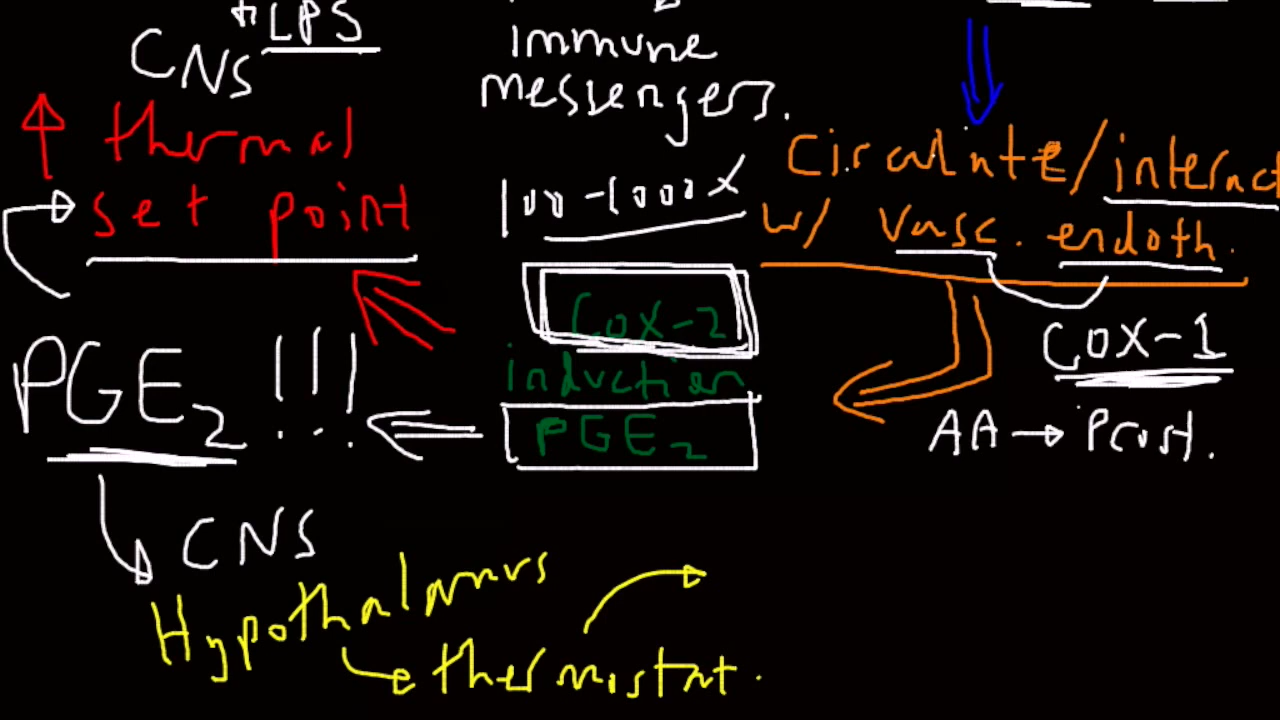 + LPS
CNS
↑ thermal
set point
PGE2 !!!
CNS
Hypothalamus
thermistat.
immune
messengers.
100-1000X
COX-2
induction
PGE2
Circulate/interact
w/ vasc. endoth.
COX-1
AA → Prost.